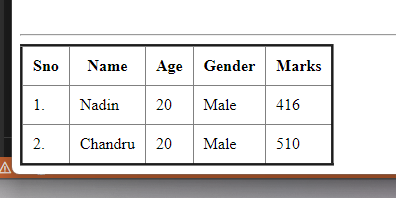 Sno Name Age Gender Marks
1. Nadin 20 Male 416
2. Chandru 20 Male 510